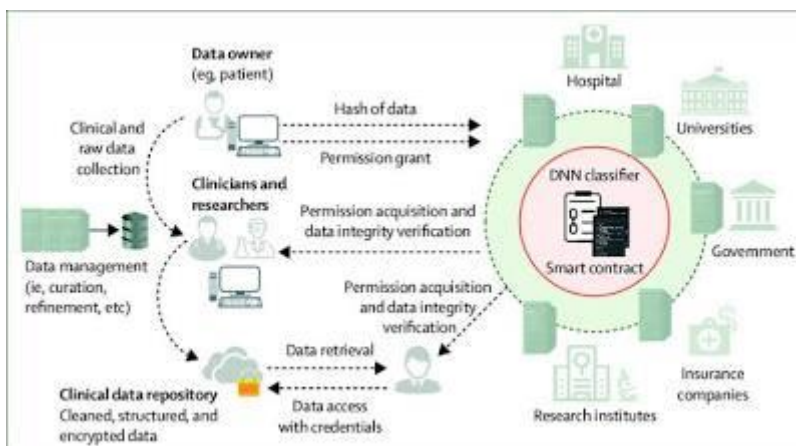 Data owner
(eg, patient)
Hospital
Hash of data
Permission grant
Clinical and
raw data
collection
Universities
DNN classifier
Smart contract
Clinicians and
researchers
Permission acquisition and
data integrity verification
Government
Data management
(ie, curation,
refinement, etc)
Permission acquisition
and data integrity
verification
Data retrieval
Data access
with credentials
Clinical data repository
Cleaned, structured, and
encrypted data
Insurance
companies
Research institutes